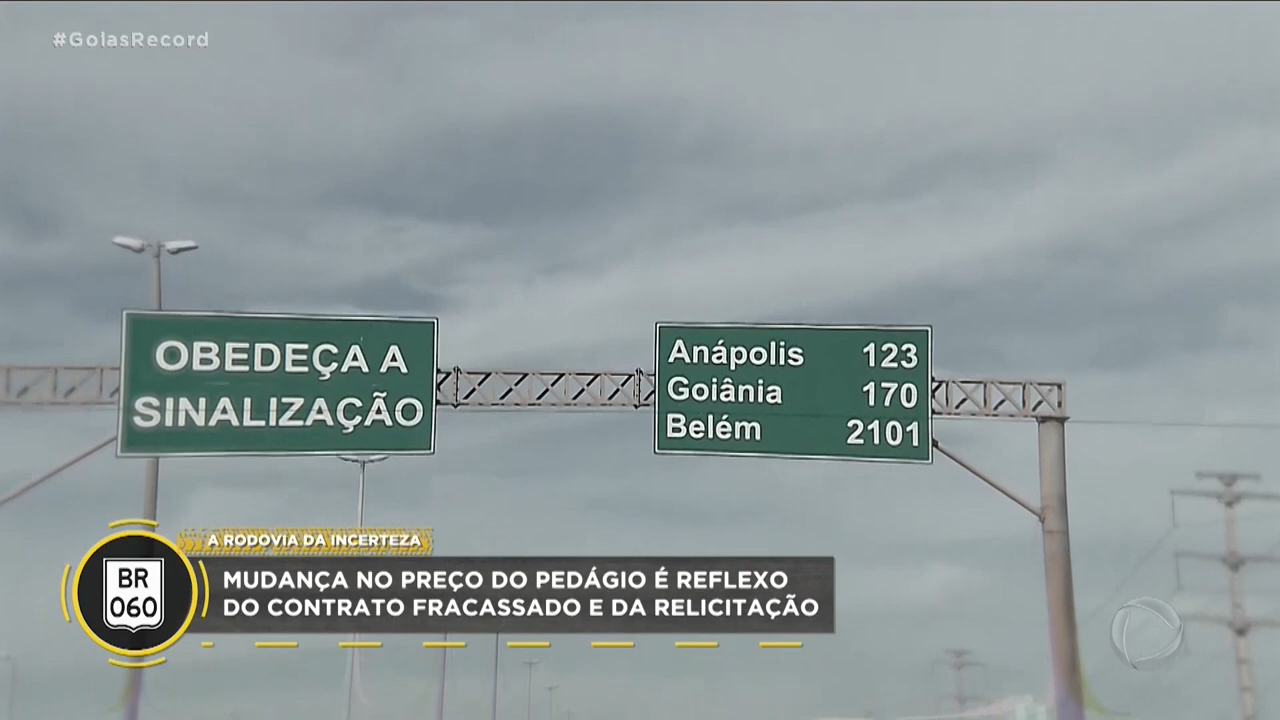 #GoiasRecord
OBEDEÇA A
SINALIZAÇÃO
Anápolis 123
Goiânia 170
Belém 2101
A RODOVIA DA INCERTEZA
BR
060
MUDANÇA NO PREÇO DO PEDÁGIO É REFLEXO
DO CONTRATO FRACASSADO E DA RELICITAÇÃO